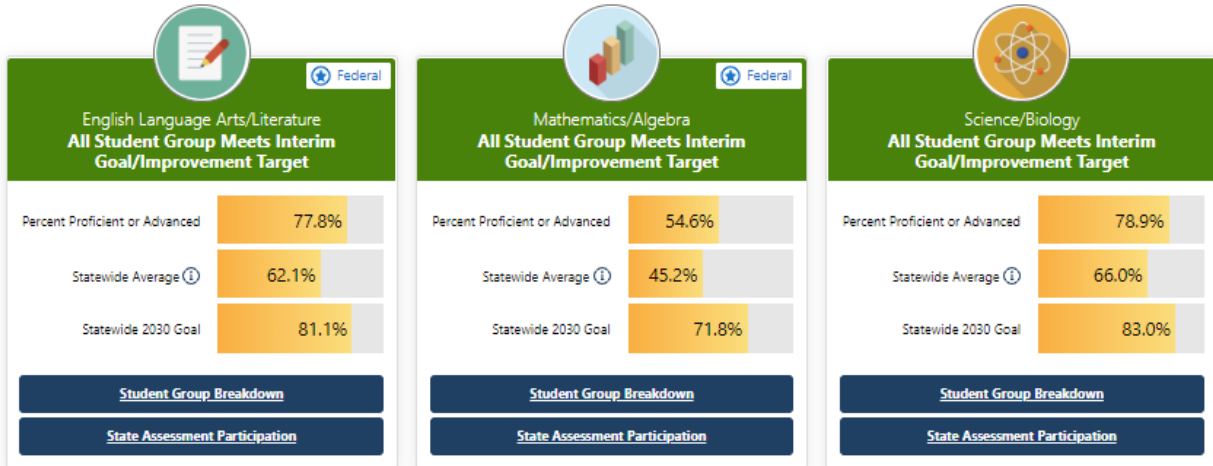 Federal
English Language Arts/Literature
All Student Group Meets Interim
Goal/Improvement Target
Percent Proficient or Advanced 77.8%
Statewide Average 62.1%
Statewide 2030 Goal 81.1%
Student Group Breakdown
State Assessment Participation
Federal
Mathematics/Algebra
All Student Group Meets Interim
Goal/Improvement Target
Percent Proficient or Advanced 54.6%
Statewide Average 45.2%
Statewide 2030 Goal 71.8%
Student Group Breakdown
State Assessment Participation
Science/Biology
All Student Group Meets Interim
Goal/Improvement Target
Percent Proficient or Advanced 78.9%
Statewide Average 66.0%
Statewide 2030 Goal 83.0%
Student Group Breakdown
State Assessment Participation